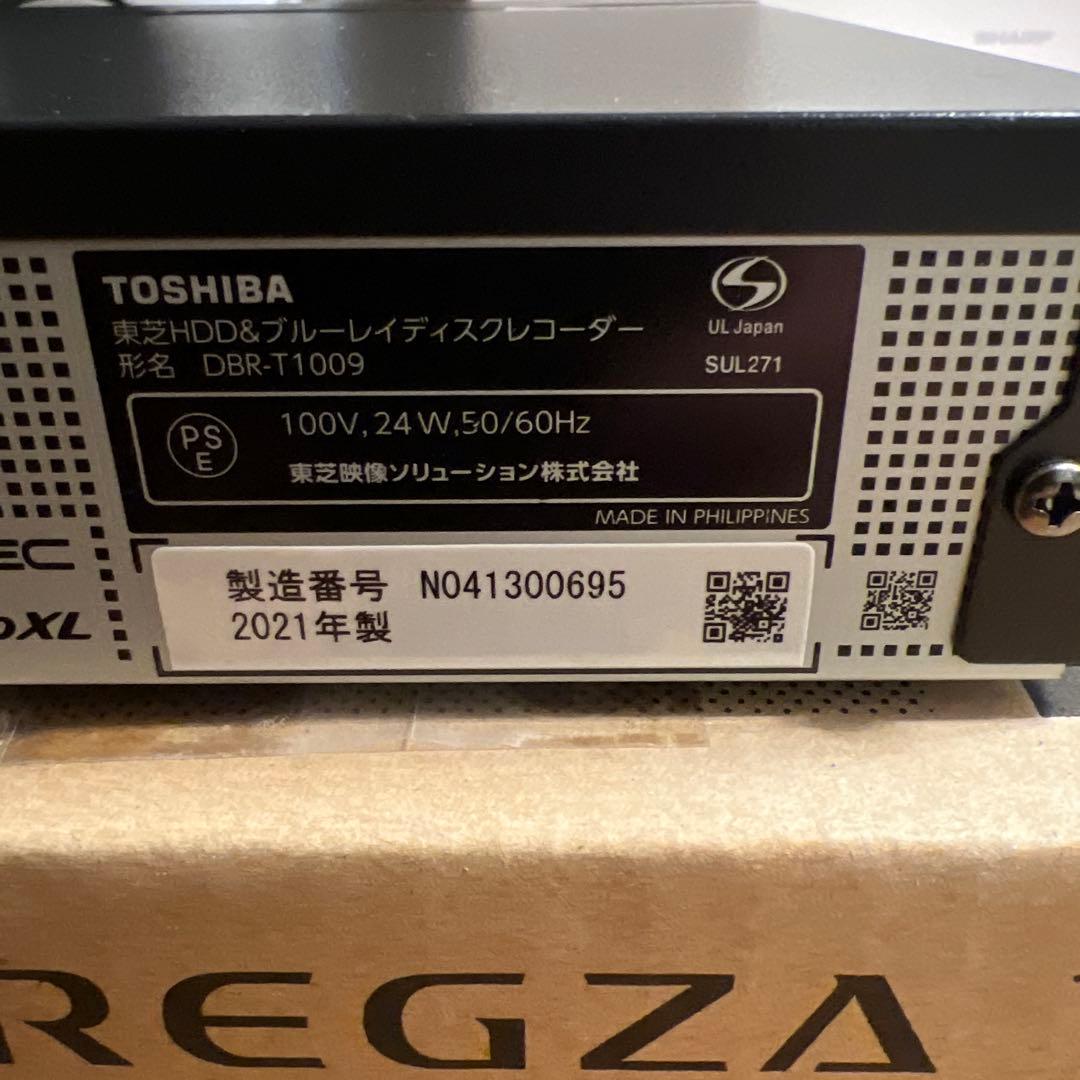 TOSHIBA
東芝HDD&ブルーレイディスクレコーダー
形名 DBR-T1009
UL Japan
SUL271
PS
E
100V, 24W, 50/60Hz
東芝映像ソリューション株式会社
MADE IN PHILIPPINES
EC
XL
製造番号 N041300695
2021年製
REGZA